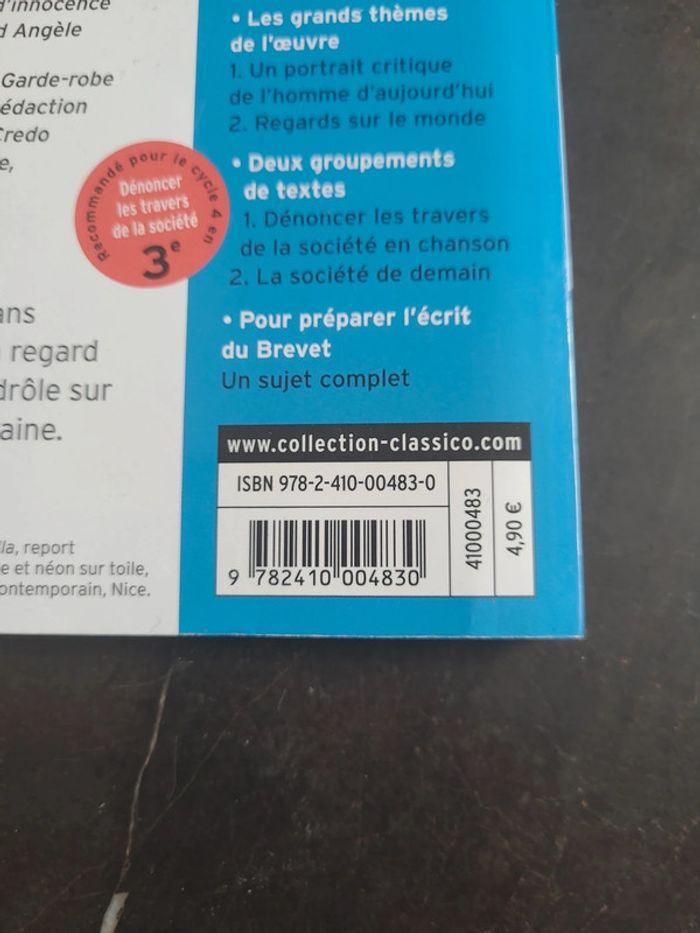 d'innocence
d Angèle
Garde-robe
édaction
Credo
e,
Recommandé pour le cycle 4 en
Dénoncer
les travers
de la société
3e
ans
regard
drôle sur
aine.
la, report
e et néon sur toile,
ontemporain, Nice.
• Les grands thèmes
de l'œuvre
1. Un portrait critique
de l'homme d'aujourd'hui
2. Regards sur le monde
• Deux groupements
de textes
1. Dénoncer les travers
de la société en chanson
2. La société de demain
• Pour préparer l'écrit
du Brevet
Un sujet complet
www.collection-classico.com
ISBN 978-2-410-00483-0
9 782410 004830
41000483
4,90 €